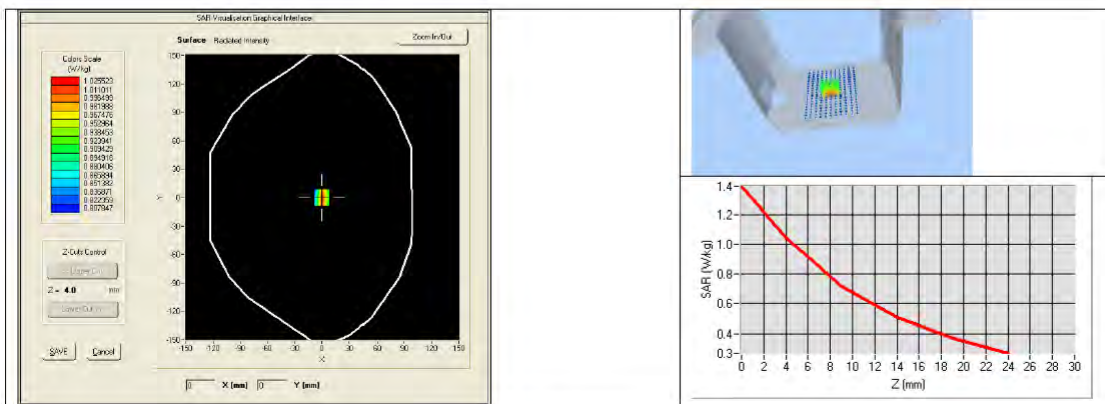 SAR Visualisation Graphical Interface
Surface Radiated Intensity
Zoom In/Out
Colors Scale
(W/kg)
1.025523
1.011011
0.996499
0.981988
0.967476
0.952964
0.938453
0.923941
0.909429
0.894918
0.880406
0.865894
0.851382
0.836871
0.822359
0.807847
Z-Cuts Control
Z = 4.0 mm
SAVE
Cancel
150
120
90
60
30
0
-30
-60
-90
-120
-150
Y
-150 -120 -90 -60 -30 0 30 60 90 120 150
X
0 X (mm) 0 Y (mm)
1.4
1.2
1.0
0.8
0.6
0.4
0.3
SAR (W/kg)
0 2 4 6 8 10 12 14 16 18 20 22 24 26 28 30
Z (mm)